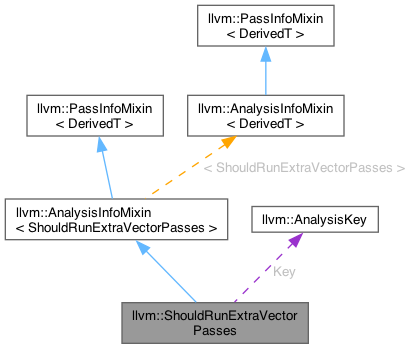 llvm::PassInfoMixin
< DerivedT >
llvm::PassInfoMixin
< DerivedT >
llvm::AnalysisInfoMixin
< DerivedT >
< ShouldRunExtraVectorPasses >
llvm::AnalysisInfoMixin
< ShouldRunExtraVectorPasses >
llvm::AnalysisKey
Key
llvm::ShouldRunExtraVector
Passes